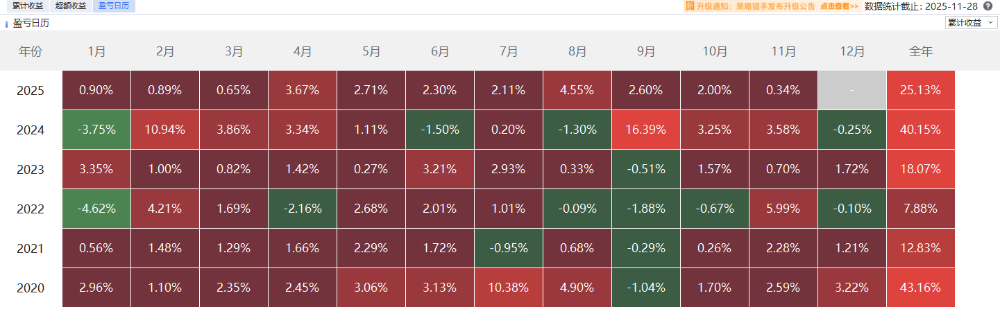 累计收益 超额收益 盈亏日历 新 升级通知：策略猎手发布升级公告 点击查看>> 数据统计截止: 2025-11-28 ?
盈亏日历 累计收益
年份 1月 2月 3月 4月 5月 6月 7月 8月 9月 10月 11月 12月 全年
2025 0.90% 0.89% 0.65% 3.67% 2.71% 2.30% 2.11% 4.55% 2.60% 2.00% 0.34% - 25.13%
2024 -3.75% 10.94% 3.86% 3.34% 1.11% -1.50% 0.20% -1.30% 16.39% 3.25% 3.58% -0.25% 40.15%
2023 3.35% 1.00% 0.82% 1.42% 0.27% 3.21% 2.93% 0.33% -0.51% 1.57% 0.70% 1.72% 18.07%
2022 -4.62% 4.21% 1.69% -2.16% 2.68% 2.01% 1.01% -0.09% -1.88% -0.67% 5.99% -0.10% 7.88%
2021 0.56% 1.48% 1.29% 1.66% 2.29% 1.72% -0.95% 0.68% -0.29% 0.26% 2.28% 1.21% 12.83%
2020 2.96% 1.10% 2.35% 2.45% 3.06% 3.13% 10.38% 4.90% -1.04% 1.70% 2.59% 3.22% 43.16%